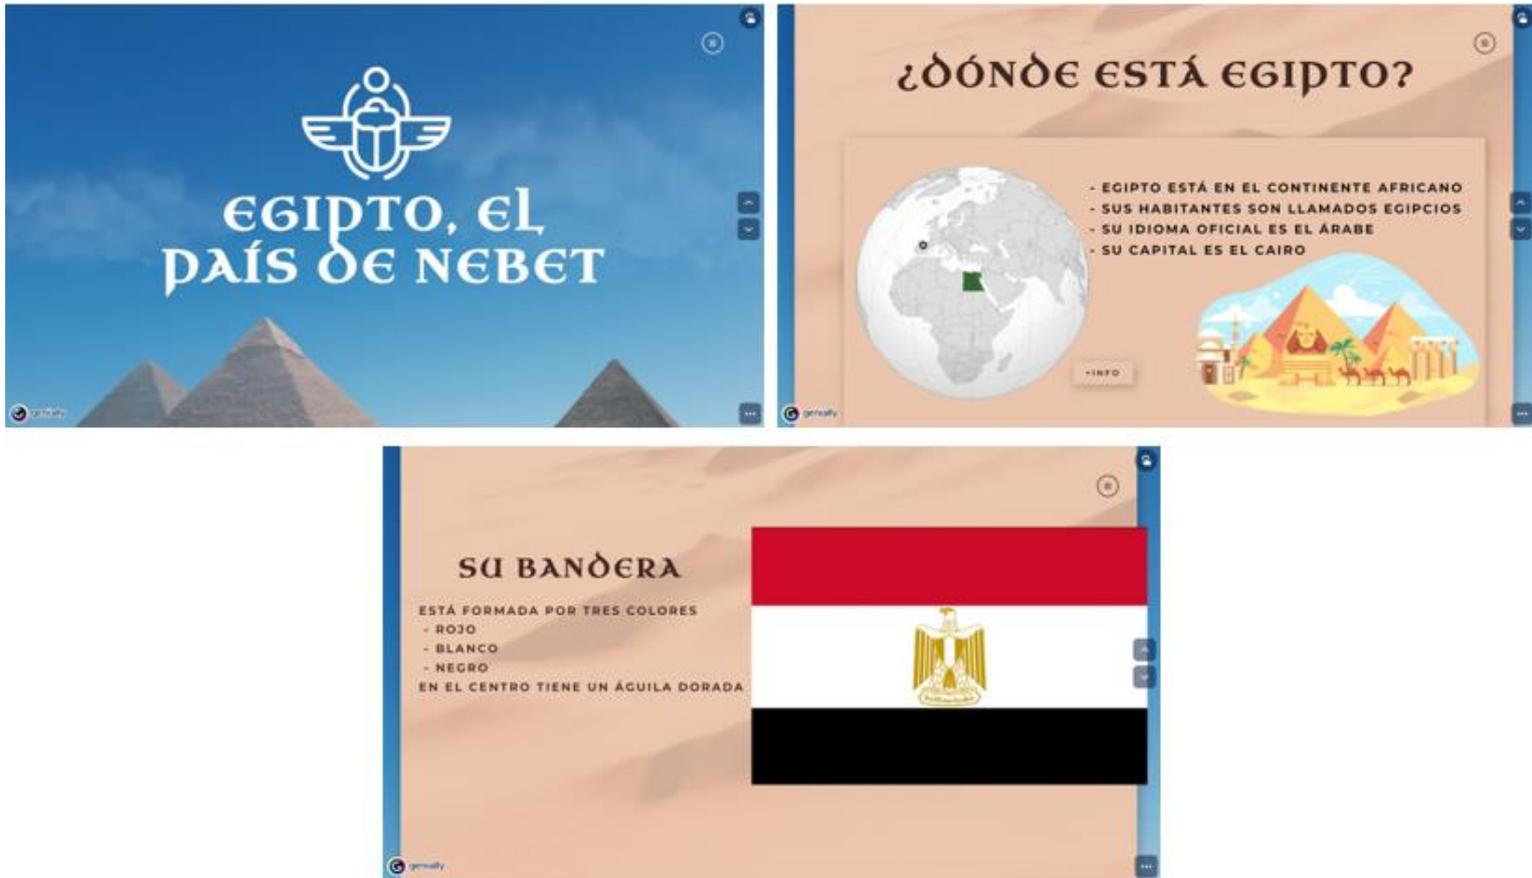 EGIPTO, EL
PAÍS DE NEBET
genially
¿DÓNDE ESTÁ EGIPTO?
- EGIPTO ESTÁ EN EL CONTINENTE AFRICANO
- SUS HABITANTES SON LLAMADOS EGIPCIOS
- SU IDIOMA OFICIAL ES EL ÁRABE
- SU CAPITAL ES EL CAIRO
+INFO
genially
SU BANDERA
ESTÁ FORMADA POR TRES COLORES
- ROJO
- BLANCO
- NEGRO
EN EL CENTRO TIENE UN ÁGUILA DORADA
genially